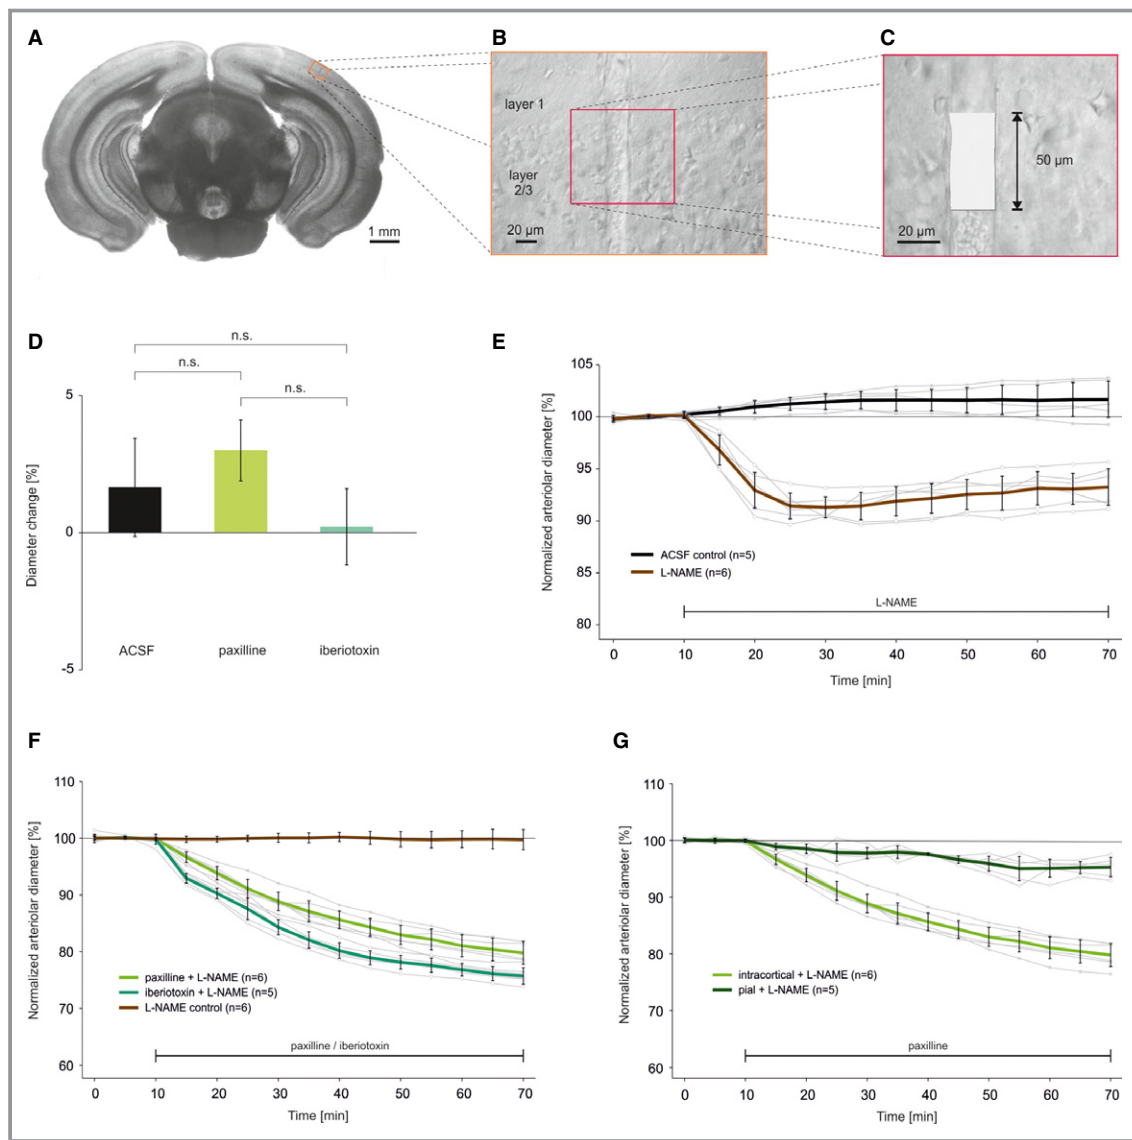 A
B
C
layer 1
layer
2/3
20 µm
1 mm
50 µm
20 µm
D
n.s.
n.s.
n.s.
5
0
-5
Diameter change [%]
ACSF
paxilline
iberiotoxin
E
105
100
95
90
85
80
Normalized arteriolar diameter [%]
ACSF control (n=5)
L-NAME (n=6)
L-NAME
0 10 20 30 40 50 60 70
Time [min]
F
110
100
90
80
70
60
Normalized arteriolar diameter [%]
paxilline + L-NAME (n=6)
iberiotoxin + L-NAME (n=5)
L-NAME control (n=6)
paxilline / iberiotoxin
0 10 20 30 40 50 60 70
Time [min]
G
110
100
90
80
70
60
Normalized arteriolar diameter [%]
intracortical + L-NAME (n=6)
pial + L-NAME (n=5)
paxilline
0 10 20 30 40 50 60 70
Time [min]